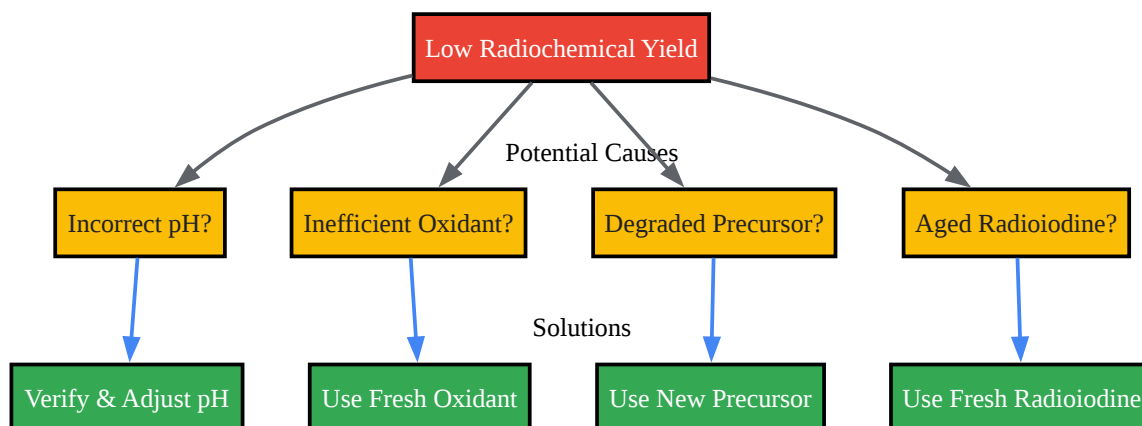 Low Radiochemical Yield
Potential Causes
Incorrect pH?
Inefficient Oxidant?
Degraded Precursor?
Aged Radioiodine?
Solutions
Verify & Adjust pH
Use Fresh Oxidant
Use New Precursor
Use Fresh Radioiodine